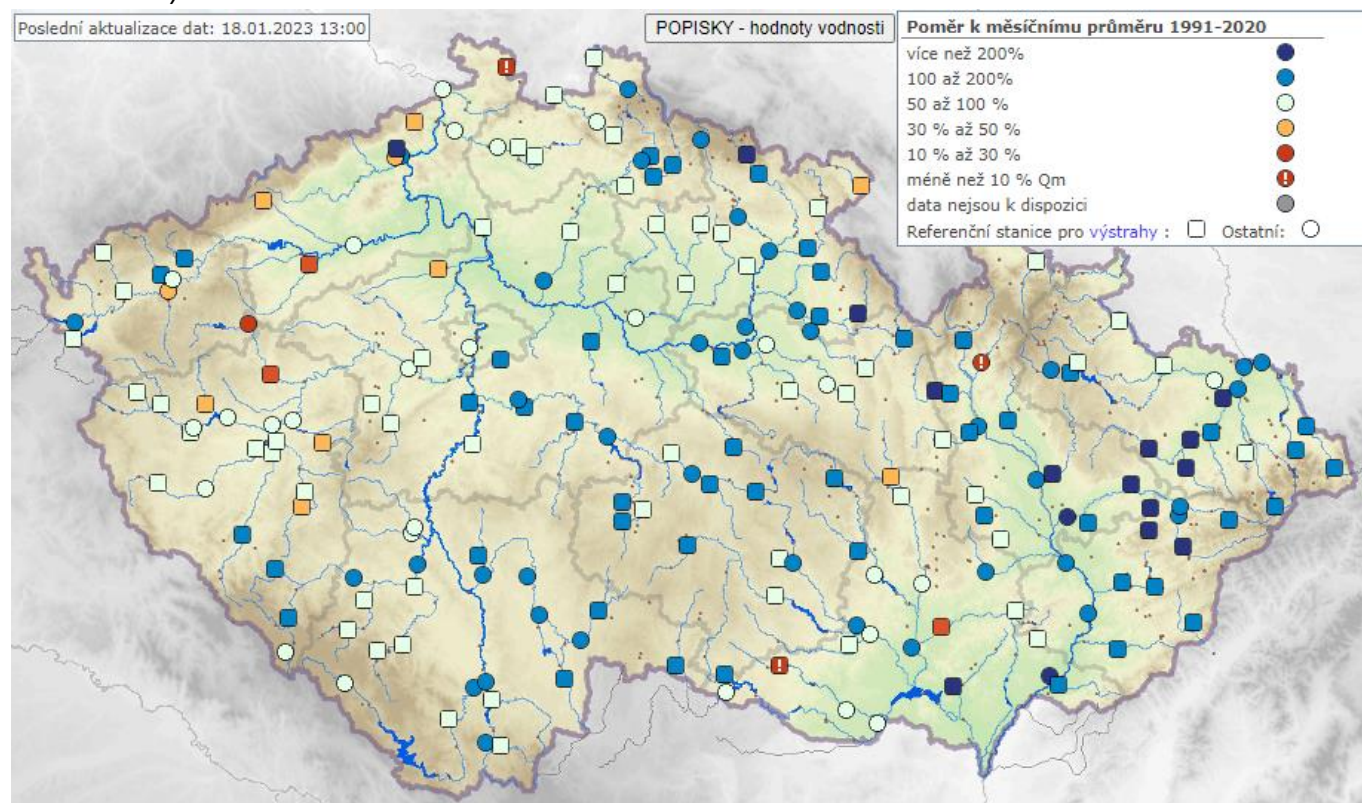 Poslední aktualizace dat: 18.01.2023 13:00
POPISKY - hodnoty vodnosti
Poměr k měsíčnímu průměru 1991-2020
více než 200%
100 až 200%
50 až 100 %
30 % až 50 %
10 % až 30 %
méně než 10 % Qm
data nejsou k dispozici
Referenční stanice pro výstrahy : Ostatní: